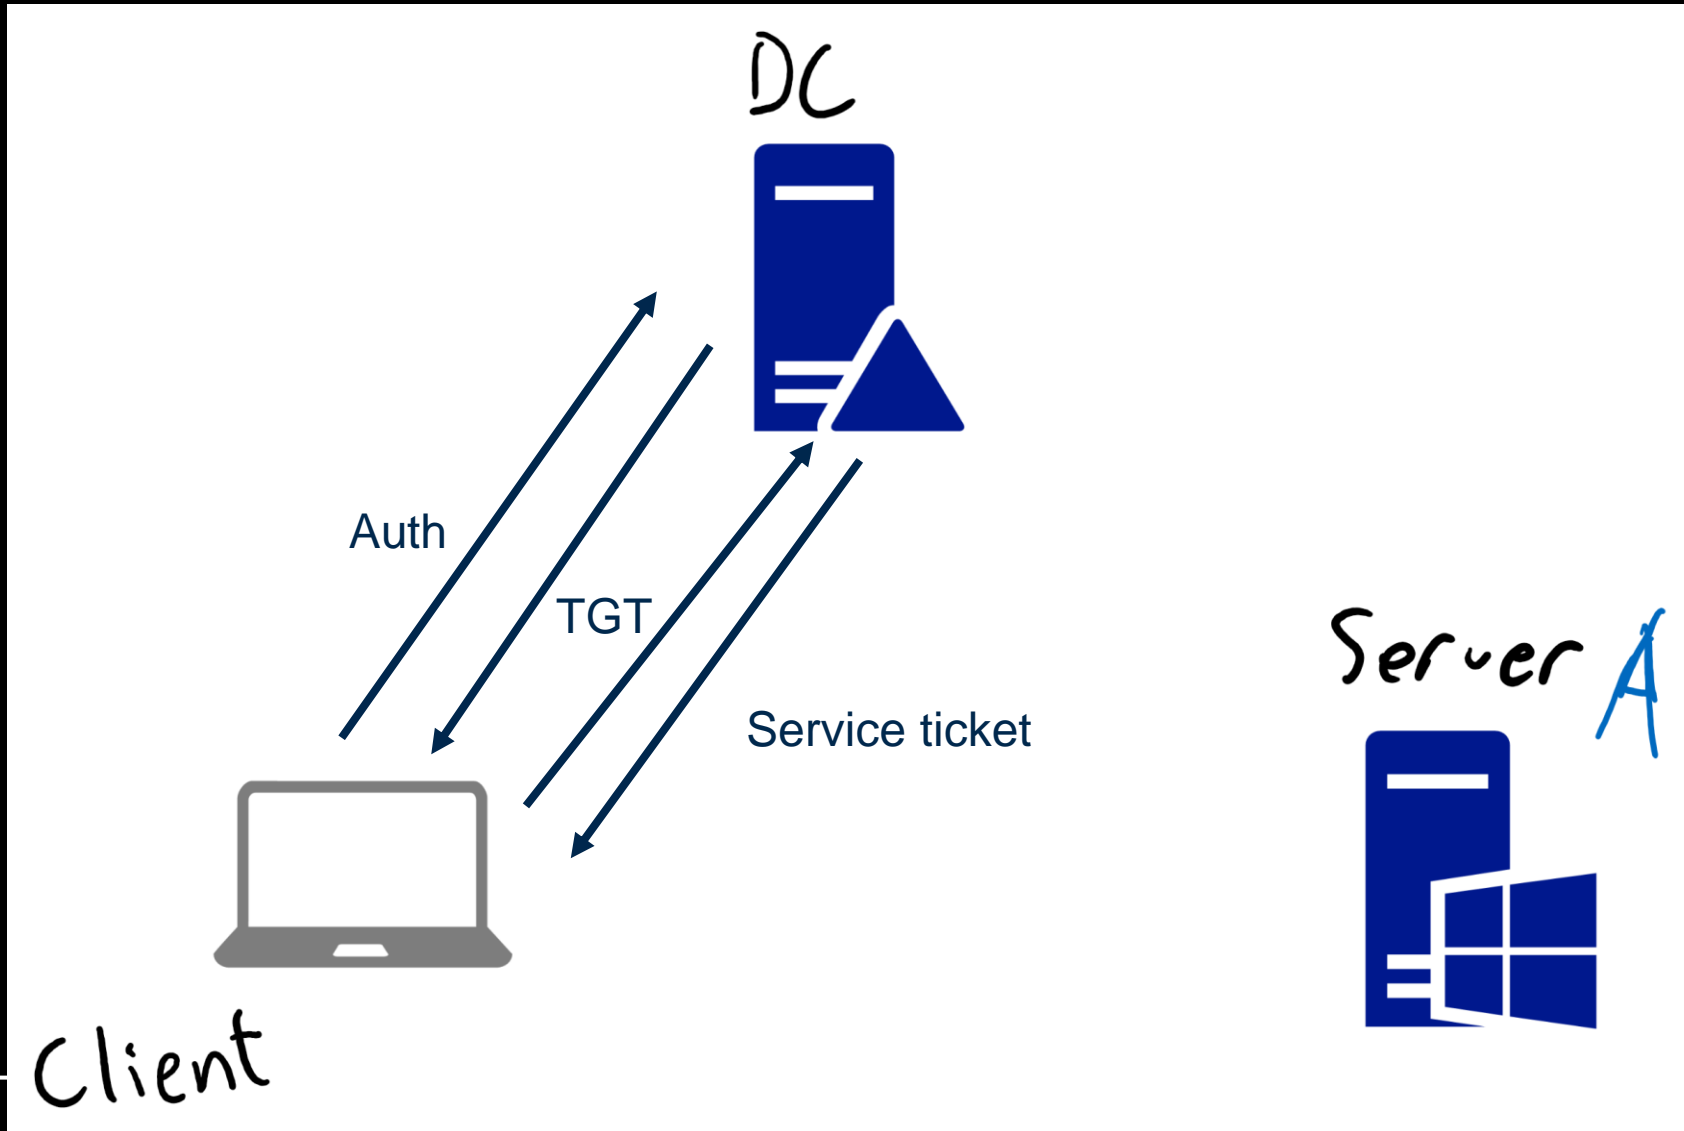 DC
Auth
TGT
Service ticket
Server A
Client